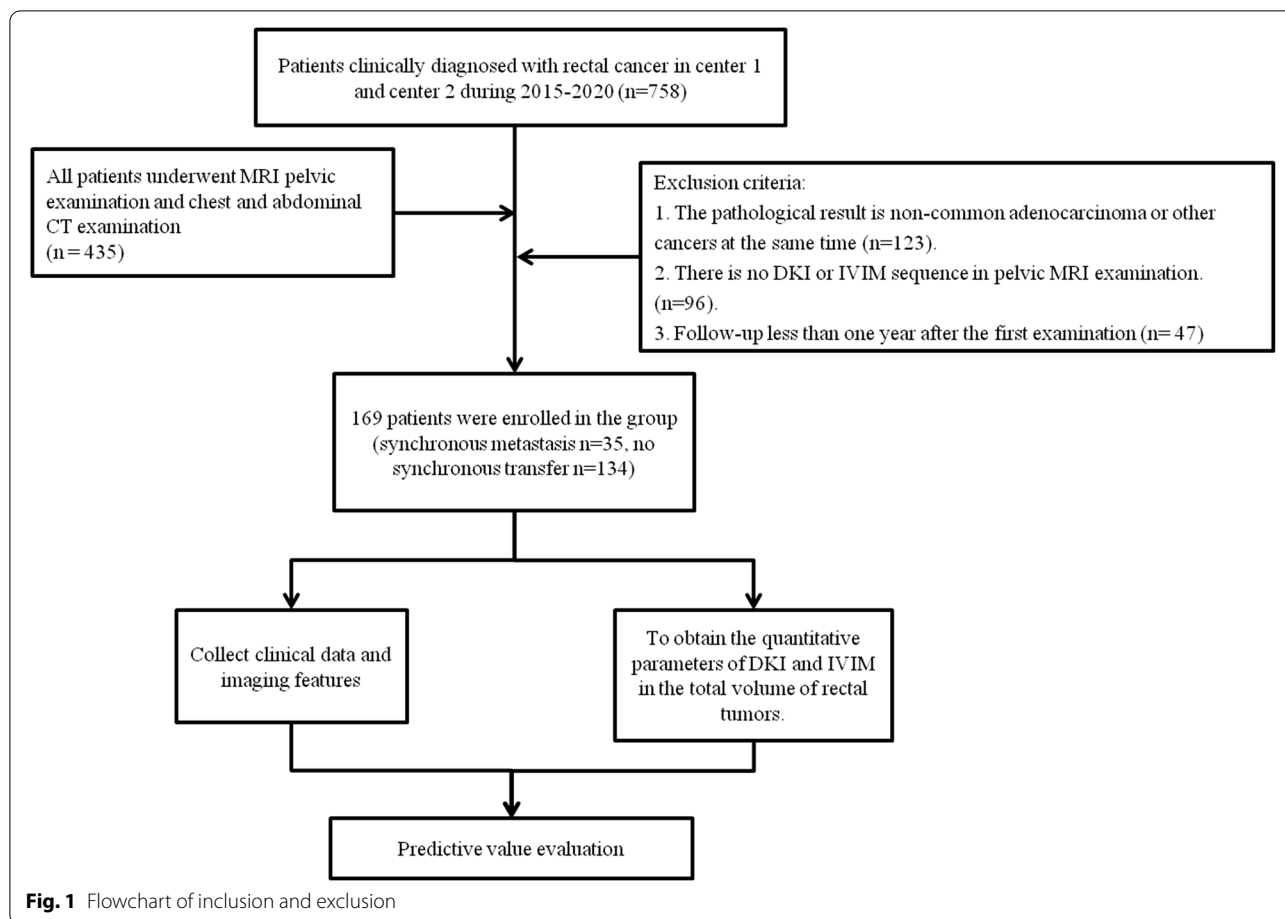 Patients clinically diagnosed with rectal cancer in center 1
and center 2 during 2015-2020 (n=758)
All patients underwent MRI pelvic
examination and chest and abdominal
CT examination
(n = 435)
Exclusion criteria:
1. The pathological result is non-common adenocarcinoma or other
cancers at the same time (n=123).
2. There is no DKI or IVIM sequence in pelvic MRI examination.
(n=96).
3. Follow-up less than one year after the first examination (n= 47)
169 patients were enrolled in the group
(synchronous metastasis n=35, no
synchronous transfer n=134)
Collect clinical data and
imaging features
To obtain the quantitative
parameters of DKI and IVIM
in the total volume of rectal
tumors.
Predictive value evaluation
Fig. 1 Flowchart of inclusion and exclusion